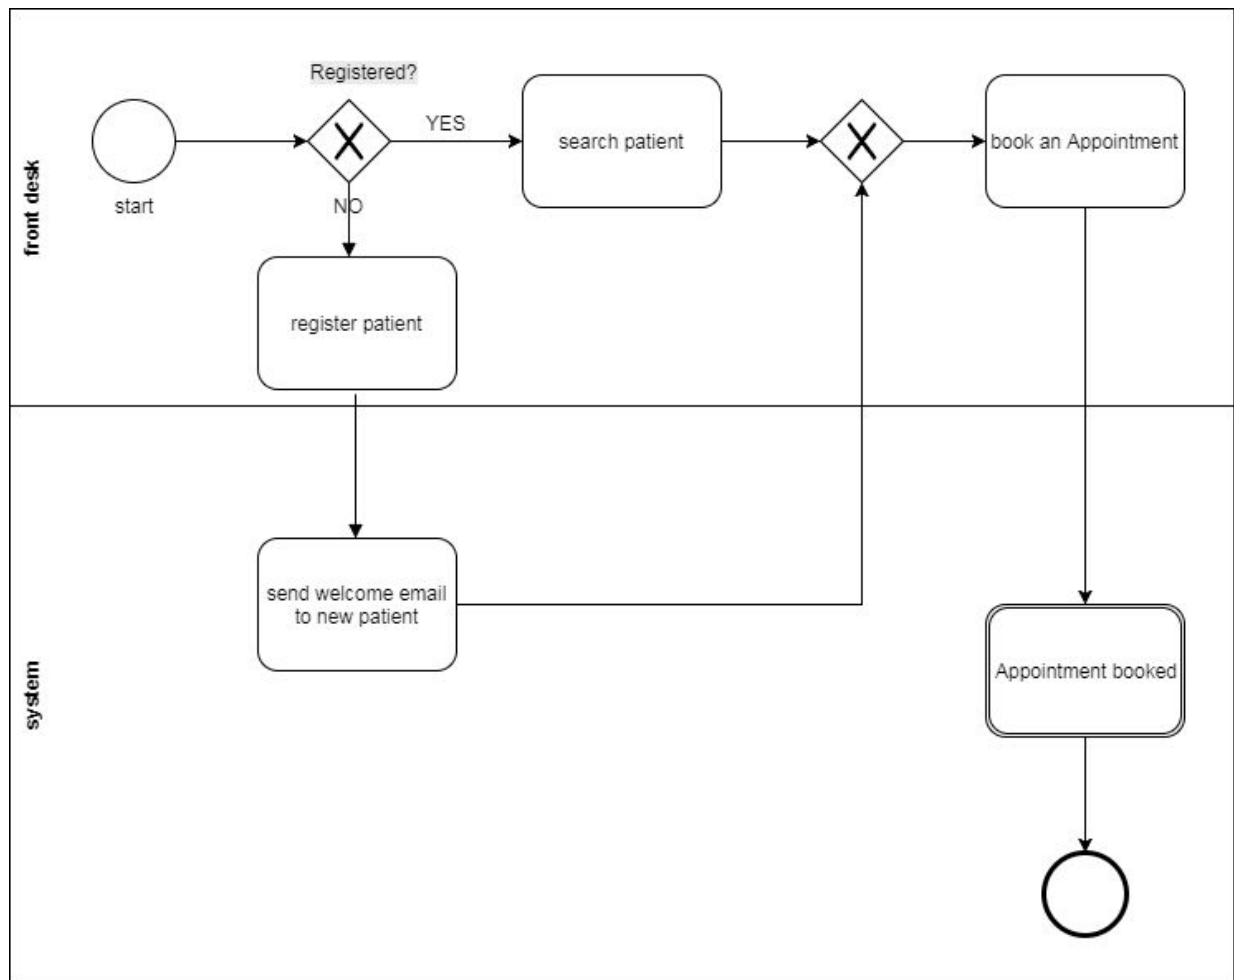 Registered?
YES
search patient
book an Appointment
start
NO
front desk
register patient
send welcome email
to new patient
system
Appointment booked